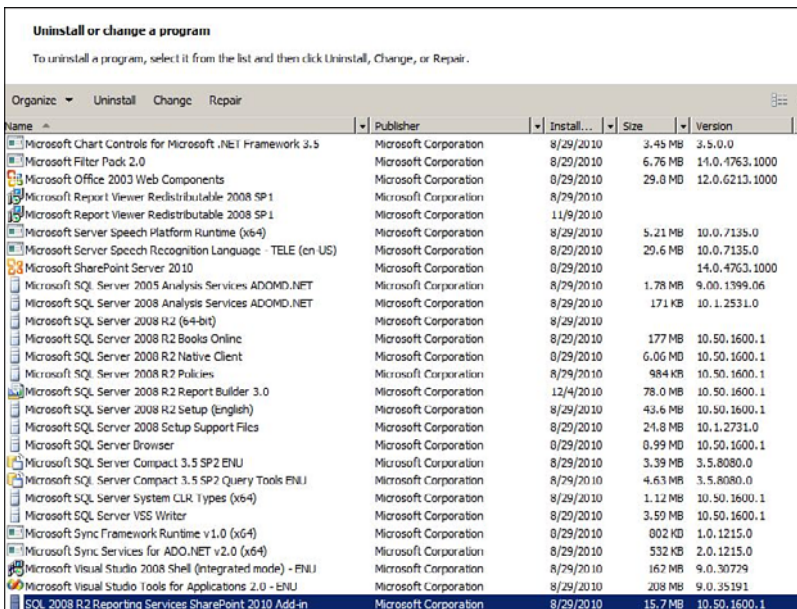 Uninstall or change a program
To uninstall a program, select it from the list and then click Uninstall, Change, or Repair.
Organize Uninstall Change Repair
Name Publisher Install... Size Version
Microsoft Chart Controls for Microsoft .NET Framework 3.5 Microsoft Corporation 8/29/2010 3.45 MB 3.5.0.0
Microsoft Filter Pack 2.0 Microsoft Corporation 8/29/2010 6.76 MB 14.0.4763.1000
Microsoft Office 2003 Web Components Microsoft Corporation 8/29/2010 29.8 MB 12.0.6213.1000
Microsoft Report Viewer Redistributable 2008 SP1 Microsoft Corporation 8/29/2010
Microsoft Report Viewer Redistributable 2008 SP1 Microsoft Corporation 11/9/2010
Microsoft Server Speech Platform Runtime (x64) Microsoft Corporation 8/29/2010 5.21 MB 10.0.7135.0
Microsoft Server Speech Recognition Language - TELE (en-US) Microsoft Corporation 8/29/2010 29.6 MB 10.0.7135.0
Microsoft SharePoint Server 2010 Microsoft Corporation 8/29/2010 14.0.4763.1000
Microsoft SQL Server 2005 Analysis Services ADOMD.NET Microsoft Corporation 8/29/2010 1.78 MB 9.00.1399.06
Microsoft SQL Server 2008 Analysis Services ADOMD.NET Microsoft Corporation 8/29/2010 171 KB 10.1.2531.0
Microsoft SQL Server 2008 R2 (64-bit) Microsoft Corporation 8/29/2010
Microsoft SQL Server 2008 R2 Books Online Microsoft Corporation 8/29/2010 177 MB 10.50.1600.1
Microsoft SQL Server 2008 R2 Native Client Microsoft Corporation 8/29/2010 6.06 MB 10.50.1600.1
Microsoft SQL Server 2008 R2 Policies Microsoft Corporation 8/29/2010 984 KB 10.50.1600.1
Microsoft SQL Server 2008 R2 Report Builder 3.0 Microsoft Corporation 12/4/2010 78.0 MB 10.50.1600.1
Microsoft SQL Server 2008 R2 Setup (English) Microsoft Corporation 8/29/2010 43.6 MB 10.50.1600.1
Microsoft SQL Server 2008 Setup Support Files Microsoft Corporation 8/29/2010 24.8 MB 10.1.2731.0
Microsoft SQL Server Browser Microsoft Corporation 8/29/2010 8.99 MB 10.50.1600.1
Microsoft SQL Server Compact 3.5 SP2 ENU Microsoft Corporation 8/29/2010 3.39 MB 3.5.8080.0
Microsoft SQL Server Compact 3.5 SP2 Query Tools ENU Microsoft Corporation 8/29/2010 4.63 MB 3.5.8080.0
Microsoft SQL Server System CLR Types (x64) Microsoft Corporation 8/29/2010 1.12 MB 10.50.1600.1
Microsoft SQL Server VSS Writer Microsoft Corporation 8/29/2010 3.59 MB 10.50.1600.1
Microsoft Sync Framework Runtime v1.0 (x64) Microsoft Corporation 8/29/2010 802 KB 1.0.1215.0
Microsoft Sync Services for ADO.NET v2.0 (x64) Microsoft Corporation 8/29/2010 532 KB 2.0.1215.0
Microsoft Visual Studio 2008 Shell (integrated mode) - ENU Microsoft Corporation 8/29/2010 162 MB 9.0.30729
Microsoft Visual Studio Tools for Applications 2.0 - ENU Microsoft Corporation 8/29/2010 208 MB 9.0.35191
SQL 2008 R2 Reporting Services SharePoint 2010 Add-in Microsoft Corporation 8/29/2010 15.7 MB 10.50.1600.1